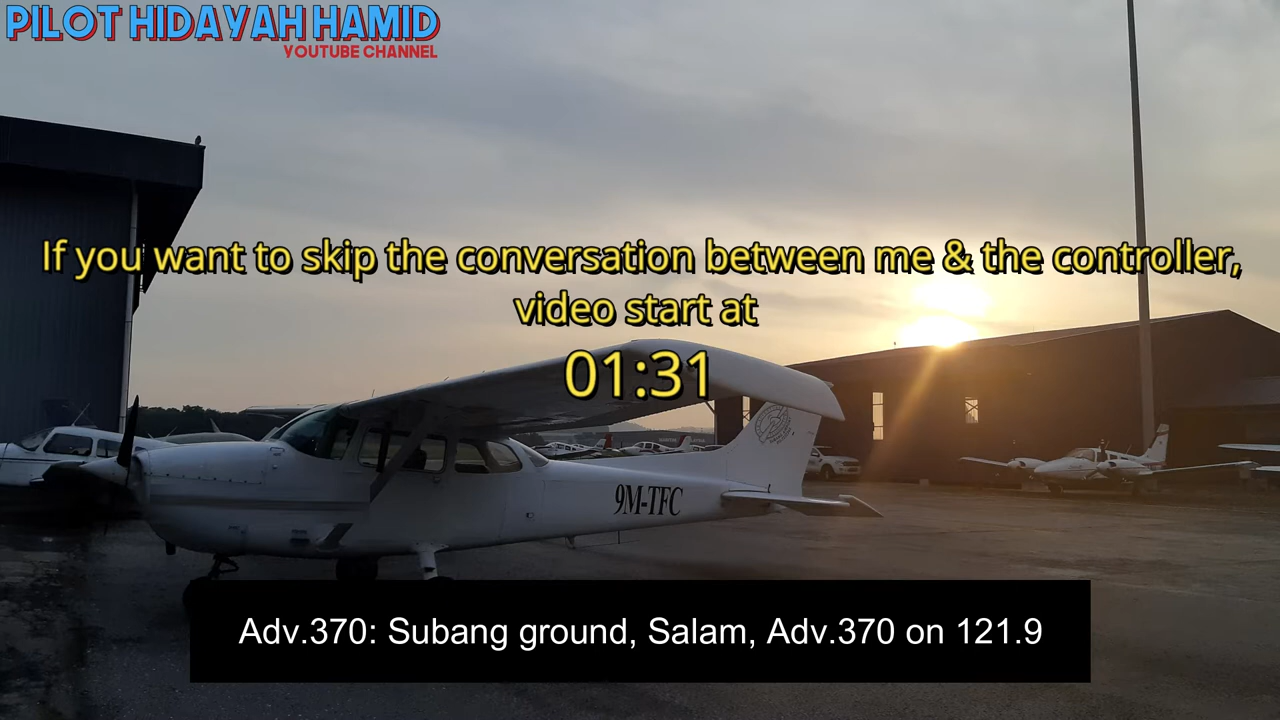 PILOT HIDAYAH HAMID
YOUTUBE CHANNEL
If you want to skip the conversation between me & the controller,
video start at
01:31
9M-TFC
Adv.370: Subang ground, Salam, Adv.370 on 121.9